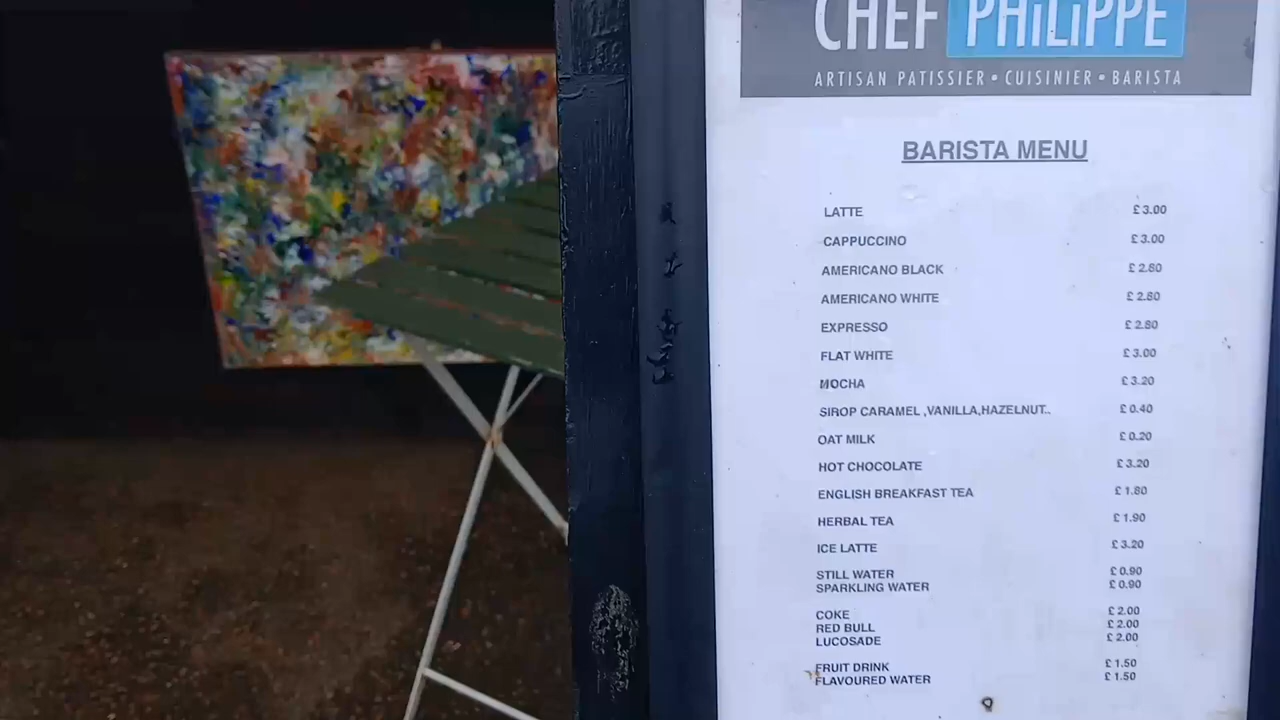 CHEF PHiLiPPE
ARTISAN PATISSIER • CUISINIER • BARISTA
BARISTA MENU
LATTE £ 3.00
CAPPUCCINO £ 3.00
AMERICANO BLACK £ 2.80
AMERICANO WHITE £ 2.80
EXPRESSO £ 2.80
FLAT WHITE £ 3.00
MOCHA £ 3.20
SIROP CARAMEL ,VANILLA,HAZELNUT.. £ 0.40
OAT MILK £ 0.20
HOT CHOCOLATE £ 3.20
ENGLISH BREAKFAST TEA £ 1.80
HERBAL TEA £ 1.90
ICE LATTE £ 3.20
STILL WATER £ 0.90
SPARKLING WATER £ 0.90
COKE £ 2.00
RED BULL £ 2.00
LUCOSADE £ 2.00
FRUIT DRINK £ 1.50
FLAVOURED WATER £ 1.50